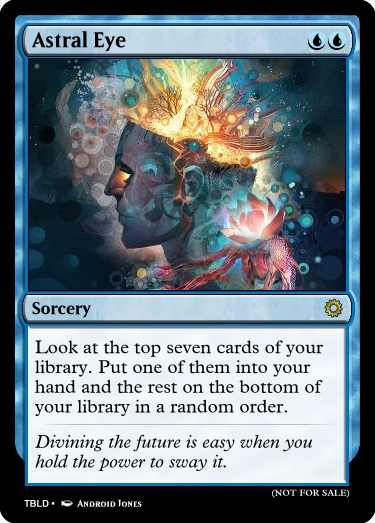 Astral Eye
Sorcery
Look at the top seven cards of your
library. Put one of them into your
hand and the rest on the bottom of
your library in a random order.
Divining the future is easy when you
hold the power to sway it.
(NOT FOR SALE)
TBLD • Android Jones